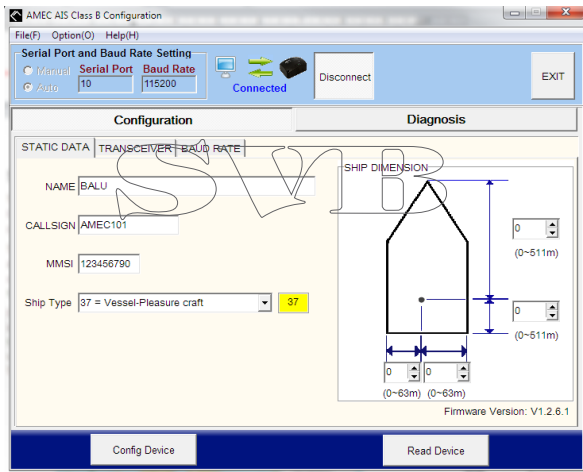 AMEC AIS Class B Configuration
File(F) Option(O) Help(H)
Serial Port and Baud Rate Setting
Manual Serial Port Baud Rate
Auto 10 115200
Connected
Disconnect
EXIT
Configuration Diagnosis
STATIC DATA TRANSCEIVER BAUD RATE
SVnB
SHIP DIMENSION
NAME BALU
CALLSIGN AMEC101
0
(0~511m)
MMSI 123456790
Ship Type 37 = Vessel-Pleasure craft 37
0
(0~511m)
0 0
(0~63m) (0~63m)
Firmware Version: V1.2.6.1
Config Device Read Device